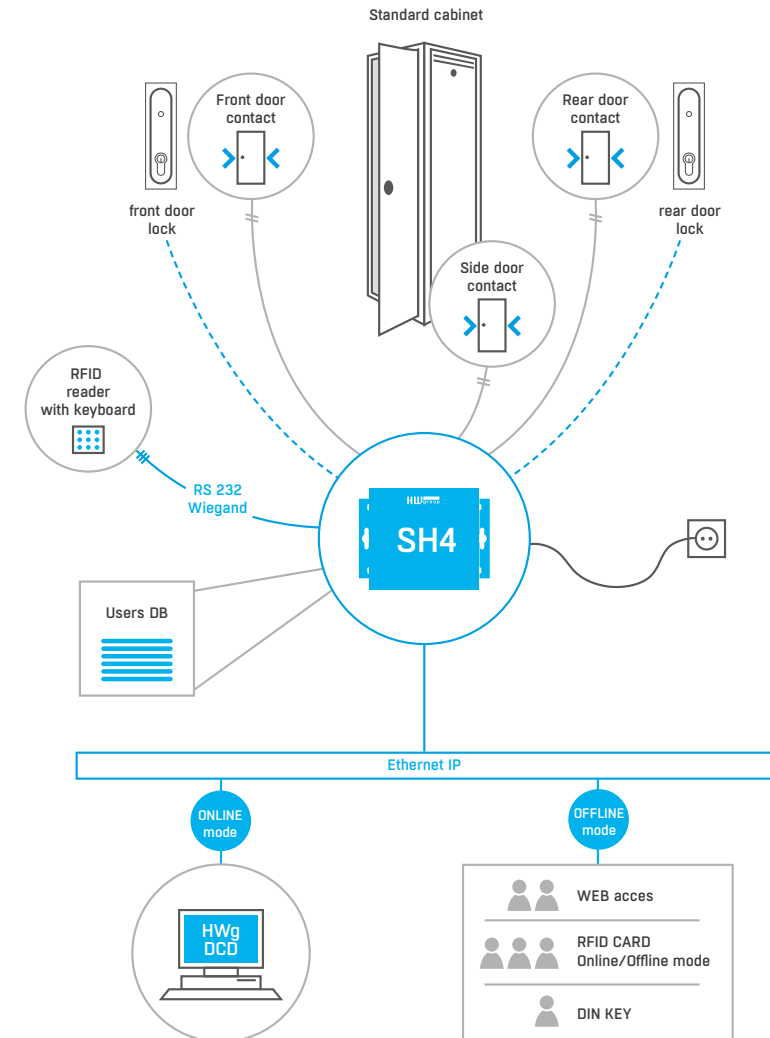 Standard cabinet
Front door
contact
Rear door
contact
front door
lock
rear door
lock
Side door
contact
RFID
reader
with keyboard
RS 232
Wiegand
HW group
SH4
Users DB
Ethernet IP
ONLINE
mode
OFFLINE
mode
HWg
DCD
WEB acces
RFID CARD
Online/Offline mode
DIN KEY